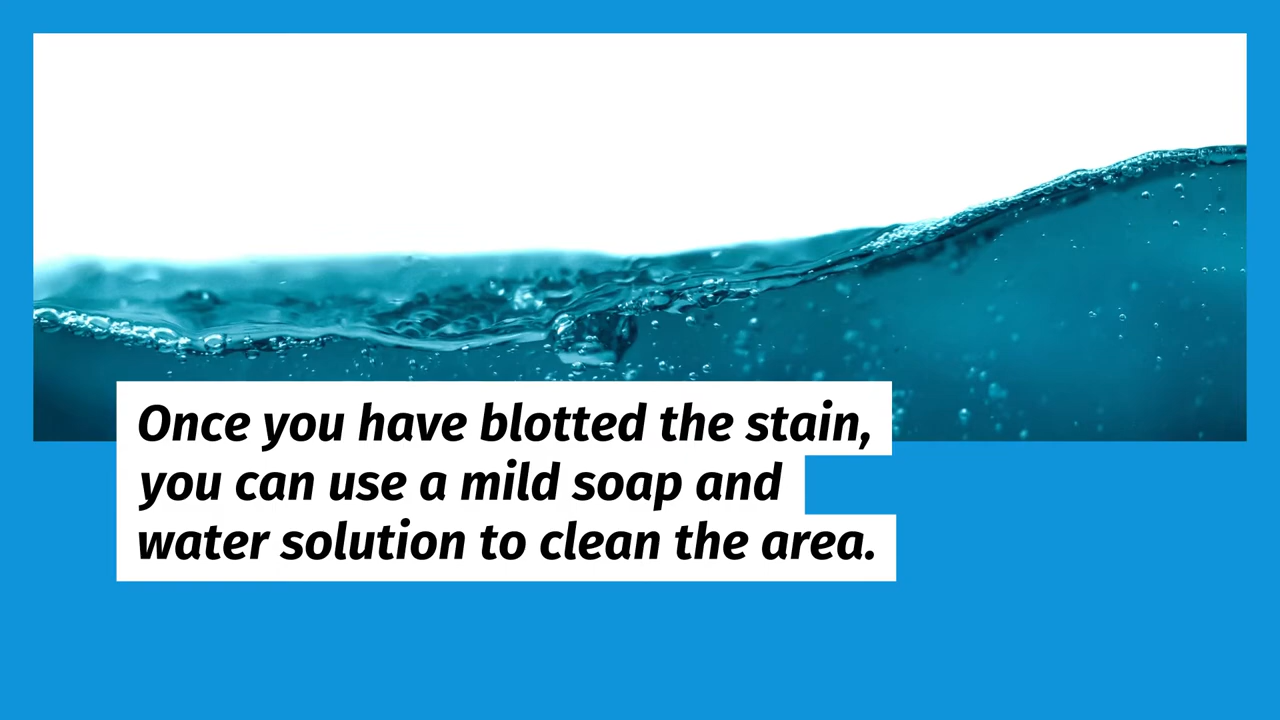 Once you have blotted the stain,
you can use a mild soap and
water solution to clean the area.